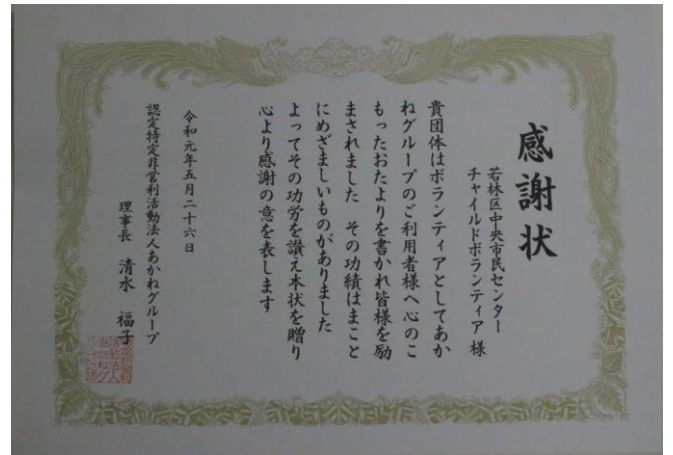 感謝状
若林区中央市民センター
チャイルドボランティア 様
貴団体はボランティアとしてあか
ねグループのご利用者様へ心のこ
もったおたよりを書かれ皆様を励
まされました その功績はまこと
にめざましいものがありました
よってその功労を讃え本状を贈り
心より感謝の意を表します
令和元年五月二十六日
認定特定非営利活動法人あかねグループ
理事長 清水 福子